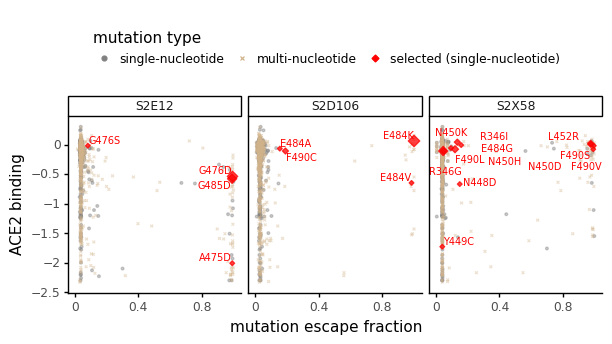 mutation type
single-nucleotide multi-nucleotide selected (single-nucleotide)
S2E12 S2D106 S2X58
ACE2 binding
0
−0.5
−1
−1.5
−2
−2.5
G476S
G476D
G485D
A475D
E484A
F490C
E484K
E484V
N450K R346I L452R
E484G
F490L N450H F490S
R346G N450D F490V
N448D
Y449C
0 0.4 0.8 0 0.4 0.8 0 0.4 0.8
mutation escape fraction